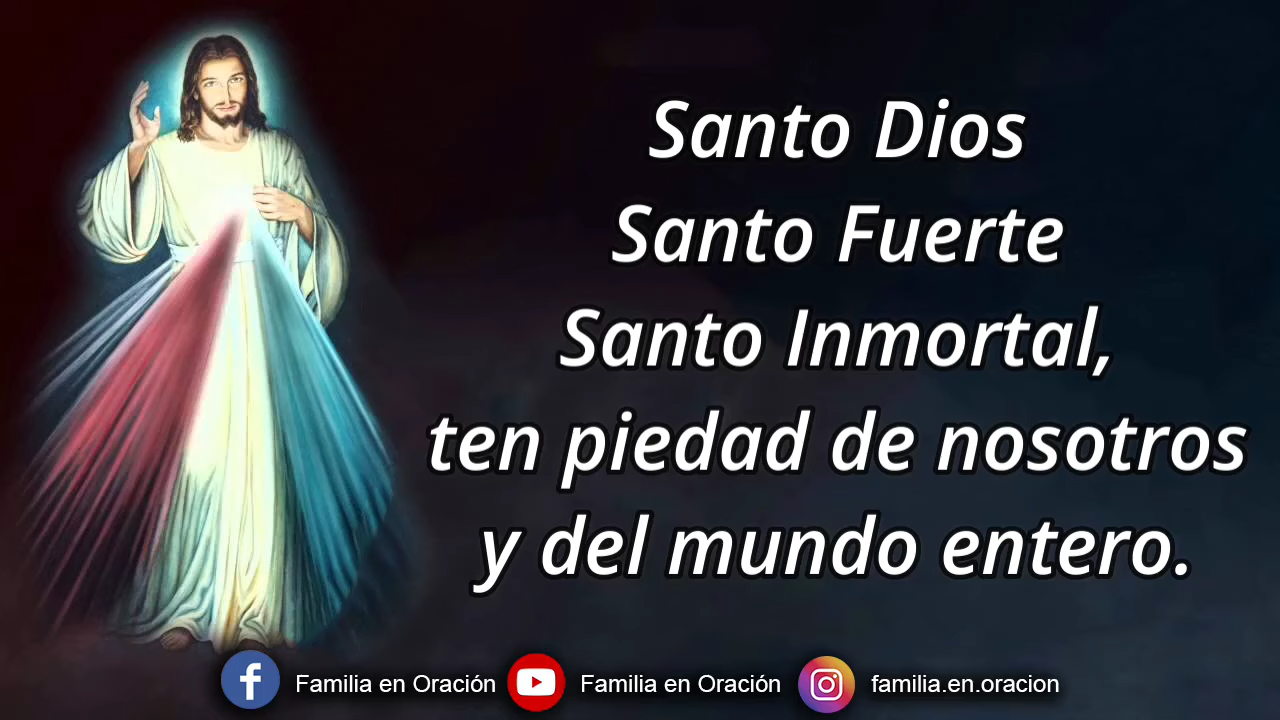 Santo Dios
Santo Fuerte
Santo Inmortal,
ten piedad de nosotros
y del mundo entero.
Familia en Oración Familia en Oración familia.en.oracion